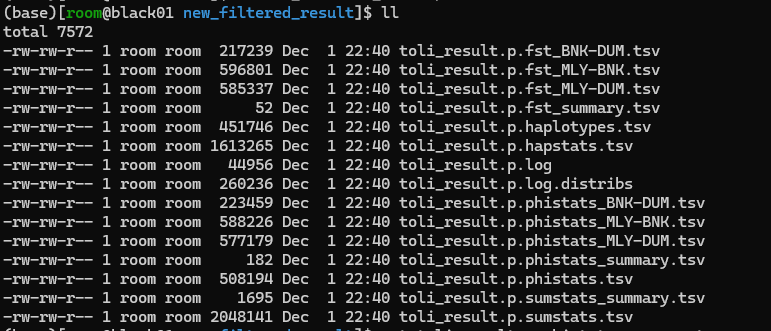 (base)[room@black01 new_filtered_result]$ ll
total 7572
-rw-rw-r-- 1 room room  217239 Dec  1 22:40 toli_result.p.fst_BNK-DUM.tsv
-rw-rw-r-- 1 room room  596801 Dec  1 22:40 toli_result.p.fst_MLY-BNK.tsv
-rw-rw-r-- 1 room room  585337 Dec  1 22:40 toli_result.p.fst_MLY-DUM.tsv
-rw-rw-r-- 1 room room      52 Dec  1 22:40 toli_result.p.fst_summary.tsv
-rw-rw-r-- 1 room room  451746 Dec  1 22:40 toli_result.p.haplotypes.tsv
-rw-rw-r-- 1 room room 1613265 Dec  1 22:40 toli_result.p.hapstats.tsv
-rw-rw-r-- 1 room room   44956 Dec  1 22:40 toli_result.p.log
-rw-rw-r-- 1 room room  260236 Dec  1 22:40 toli_result.p.log.distribs
-rw-rw-r-- 1 room room  223459 Dec  1 22:40 toli_result.p.phistats_BNK-DUM.tsv
-rw-rw-r-- 1 room room  588226 Dec  1 22:40 toli_result.p.phistats_MLY-BNK.tsv
-rw-rw-r-- 1 room room  577179 Dec  1 22:40 toli_result.p.phistats_MLY-DUM.tsv
-rw-rw-r-- 1 room room     182 Dec  1 22:40 toli_result.p.phistats_summary.tsv
-rw-rw-r-- 1 room room  508194 Dec  1 22:40 toli_result.p.phistats.tsv
-rw-rw-r-- 1 room room    1695 Dec  1 22:40 toli_result.p.sumstats_summary.tsv
-rw-rw-r-- 1 room room 2048141 Dec  1 22:40 toli_result.p.sumstats.tsv